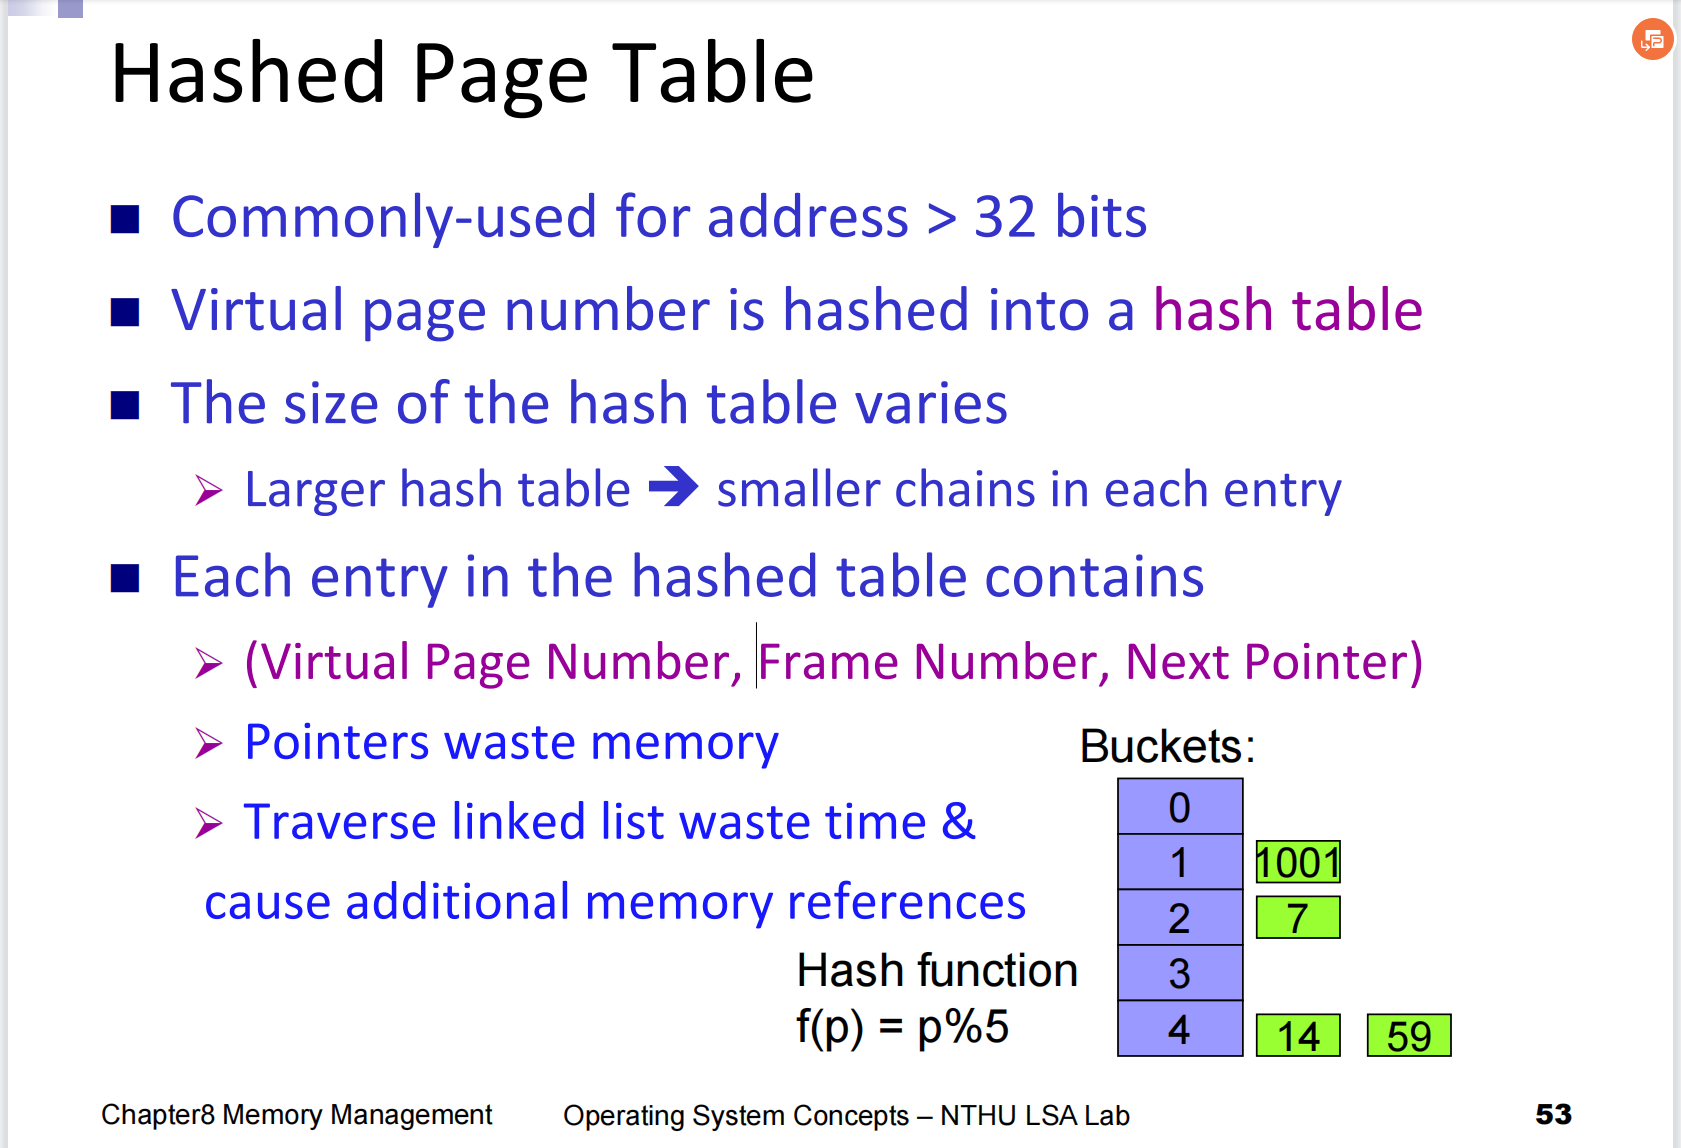 Hashed Page Table
Commonly-used for address > 32 bits
Virtual page number is hashed into a hash table
The size of the hash table varies
Larger hash table → smaller chains in each entry
Each entry in the hashed table contains
(Virtual Page Number, Frame Number, Next Pointer)
Pointers waste memory
Traverse linked list waste time &
cause additional memory references
Buckets:
0
1 1001
2 7
3
4 14 59
Hash function
f(p) = p%5
Chapter8 Memory Management Operating System Concepts – NTHU LSA Lab 53